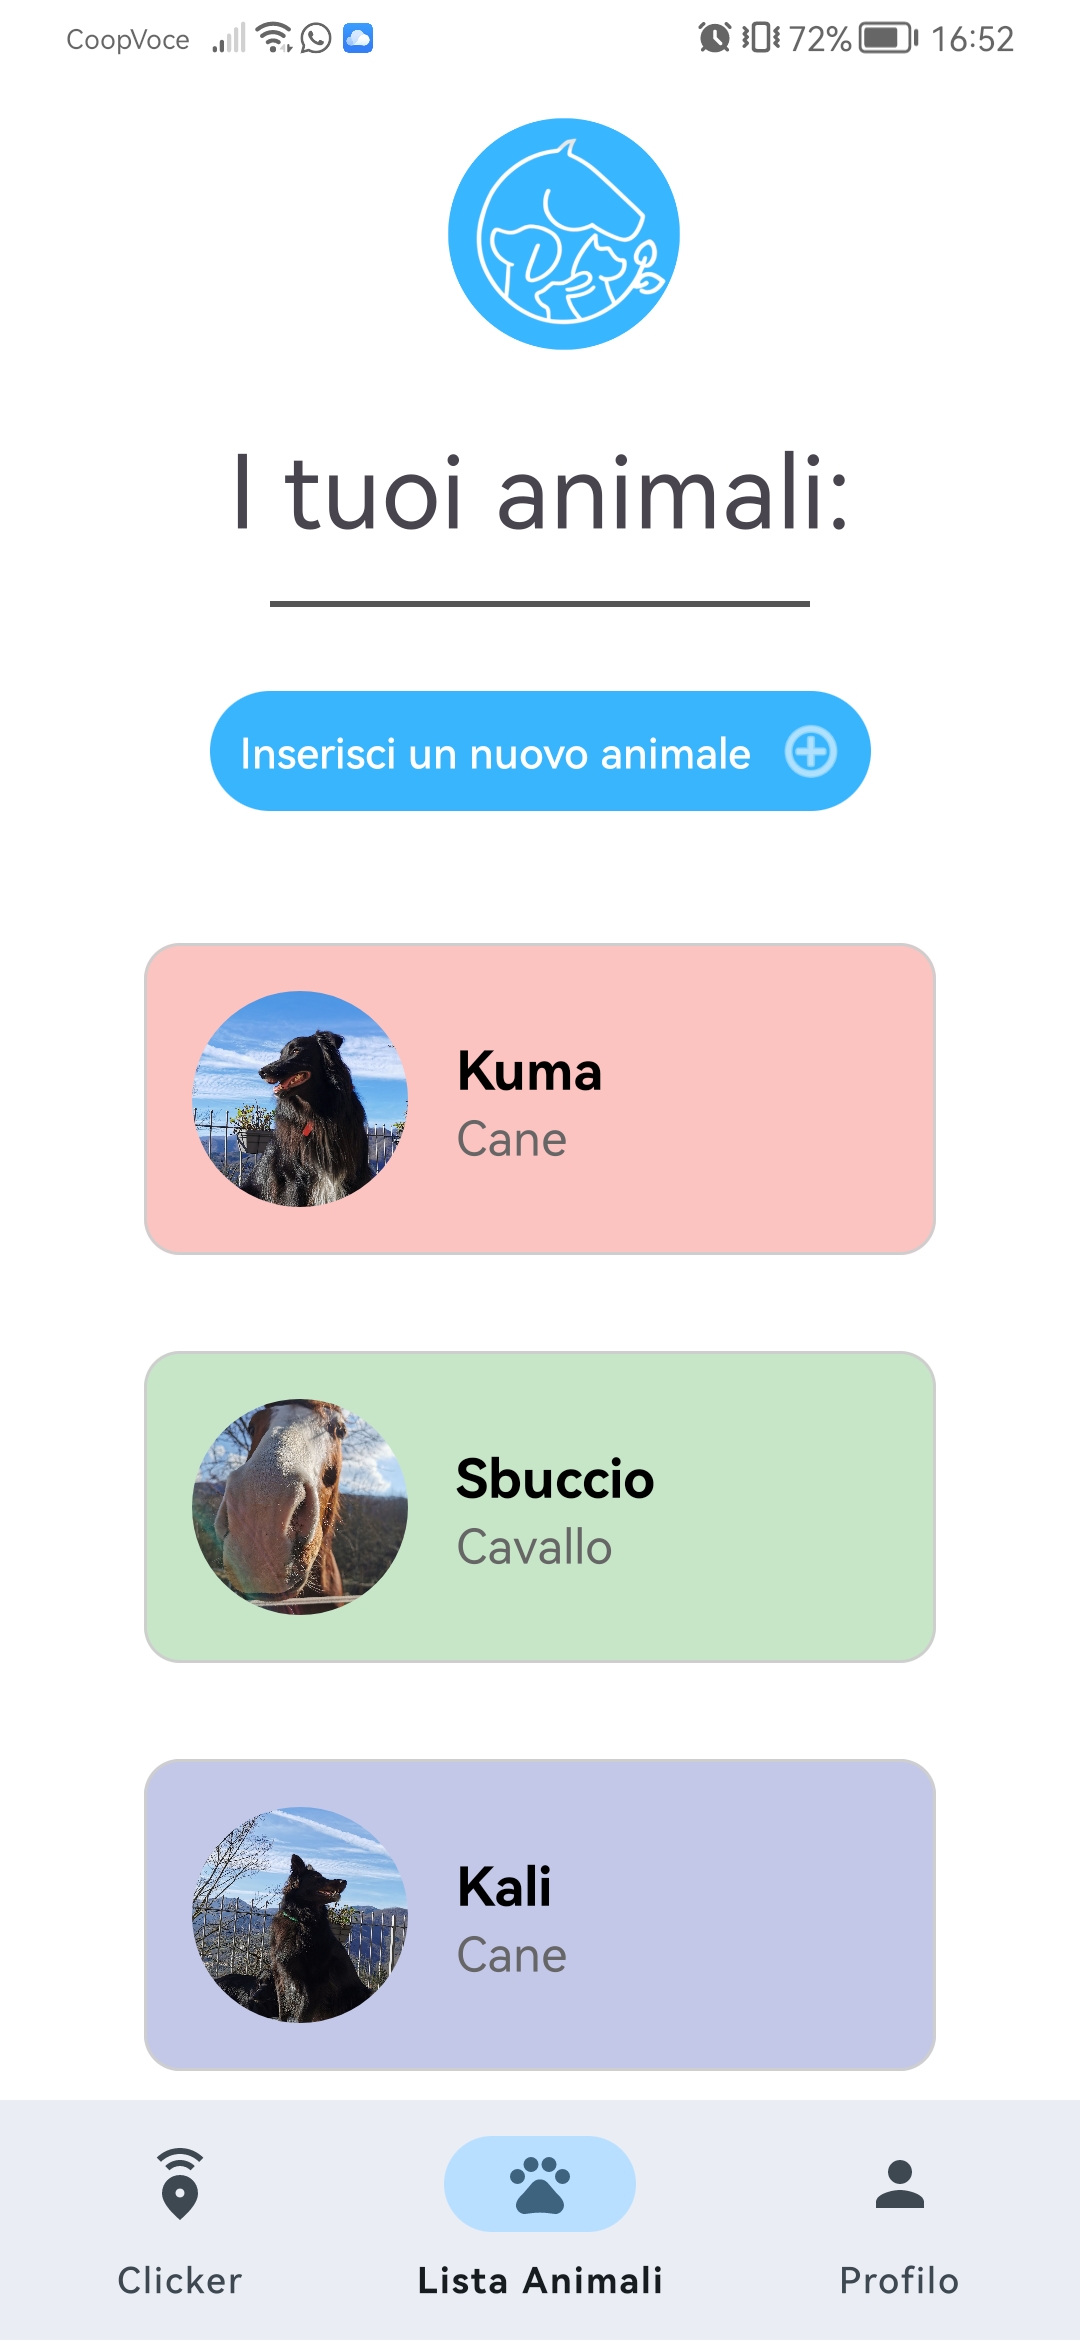 CoopVoce 72% 16:52
I tuoi animali:
Inserisci un nuovo animale
Kuma
Cane
Sbuccio
Cavallo
Kali
Cane
Clicker Lista Animali Profilo